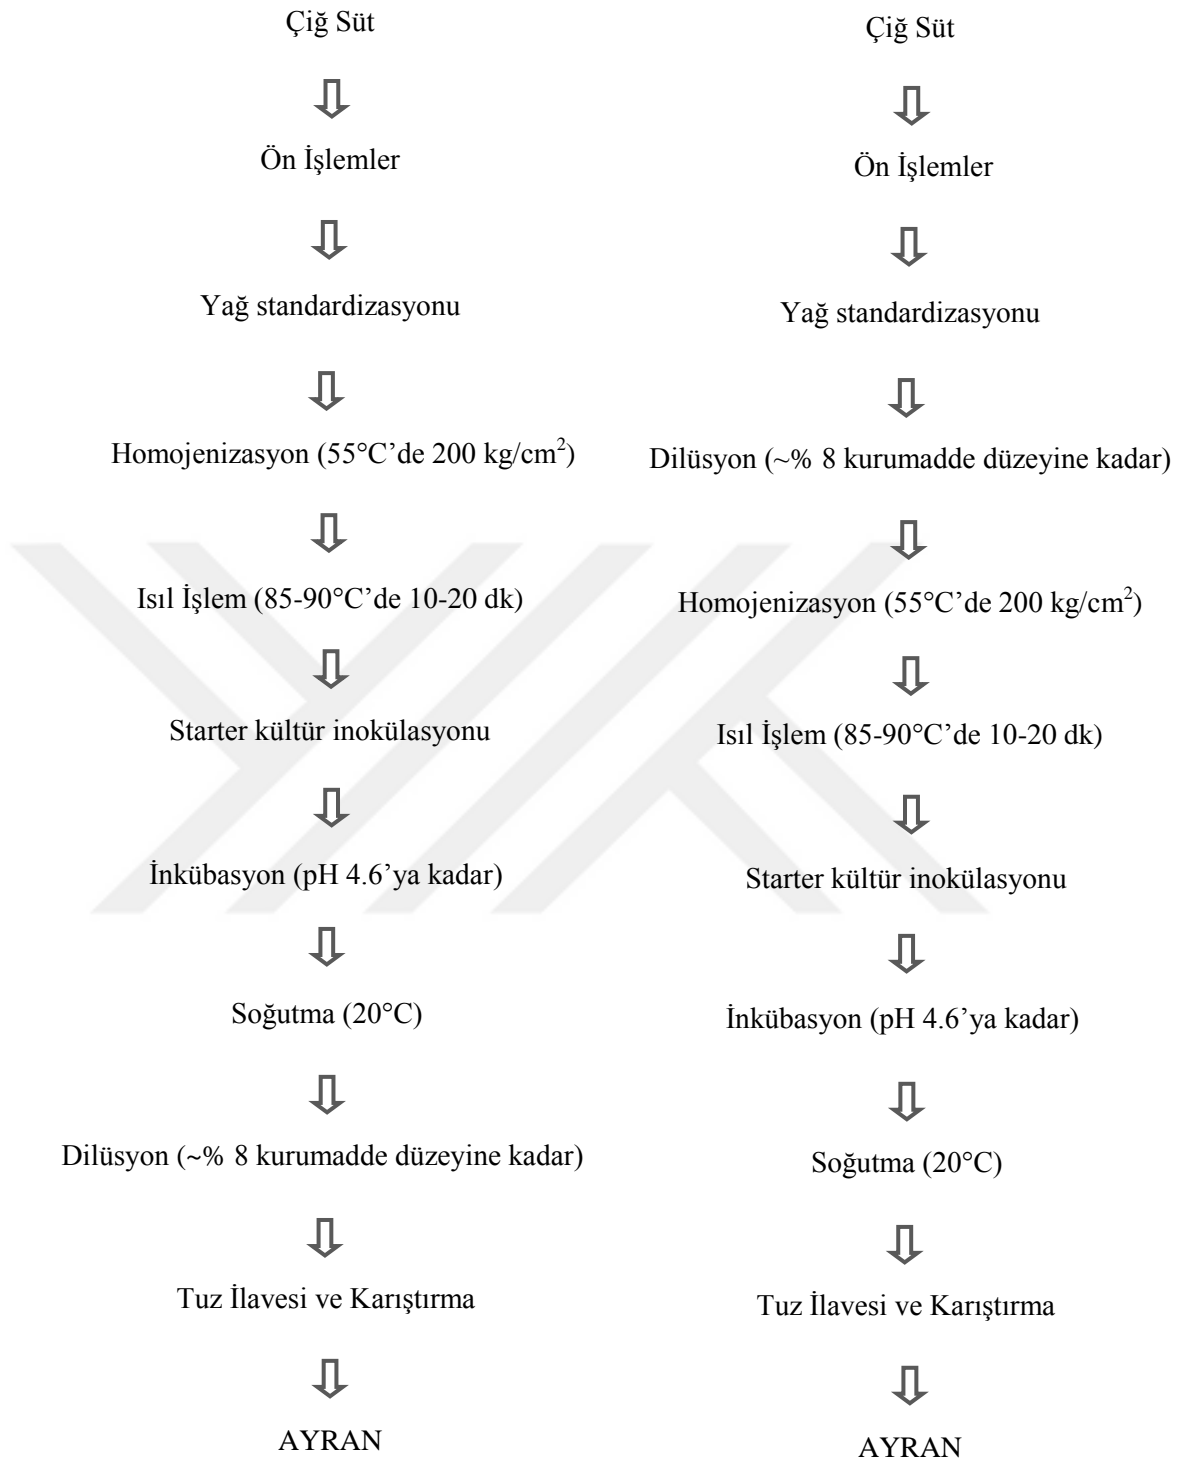 Çiğ Süt
Ön İşlemler
Yağ standardizasyonu
Homojenizasyon (55°C’de 200 kg/cm²)
Isıl İşlem (85-90°C’de 10-20 dk)
Starter kültür inokülasyonu
İnkübasyon (pH 4.6’ya kadar)
Soğutma (20°C)
Dilüsyon (~% 8 kurumadde düzeyine kadar)
Tuz İlavesi ve Karıştırma
AYRAN
Çiğ Süt
Ön İşlemler
Yağ standardizasyonu
Dilüsyon (~% 8 kurumadde düzeyine kadar)
Homojenizasyon (55°C’de 200 kg/cm²)
Isıl İşlem (85-90°C’de 10-20 dk)
Starter kültür inokülasyonu
İnkübasyon (pH 4.6’ya kadar)
Soğutma (20°C)
Tuz İlavesi ve Karıştırma
AYRAN